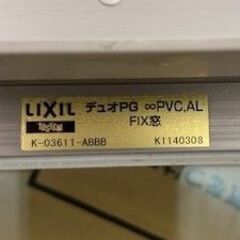 LIXIL デュオPG ∞PVC,AL
TOSTEM FIX窓
K-03611-ABBB K1140308